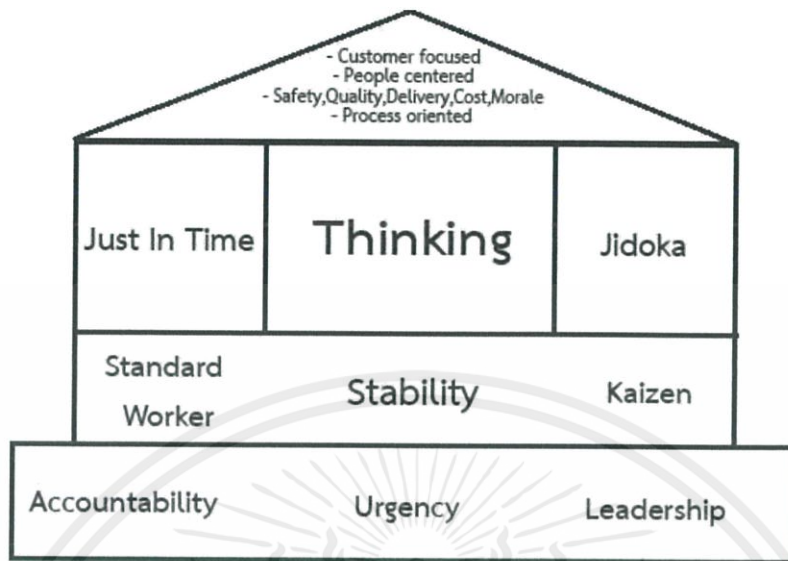 - Customer focused
- People centered
- Safety,Quality,Delivery,Cost,Morale
- Process oriented
Just In Time
Thinking
Jidoka
Standard
Worker
Stability
Kaizen
Accountability
Urgency
Leadership